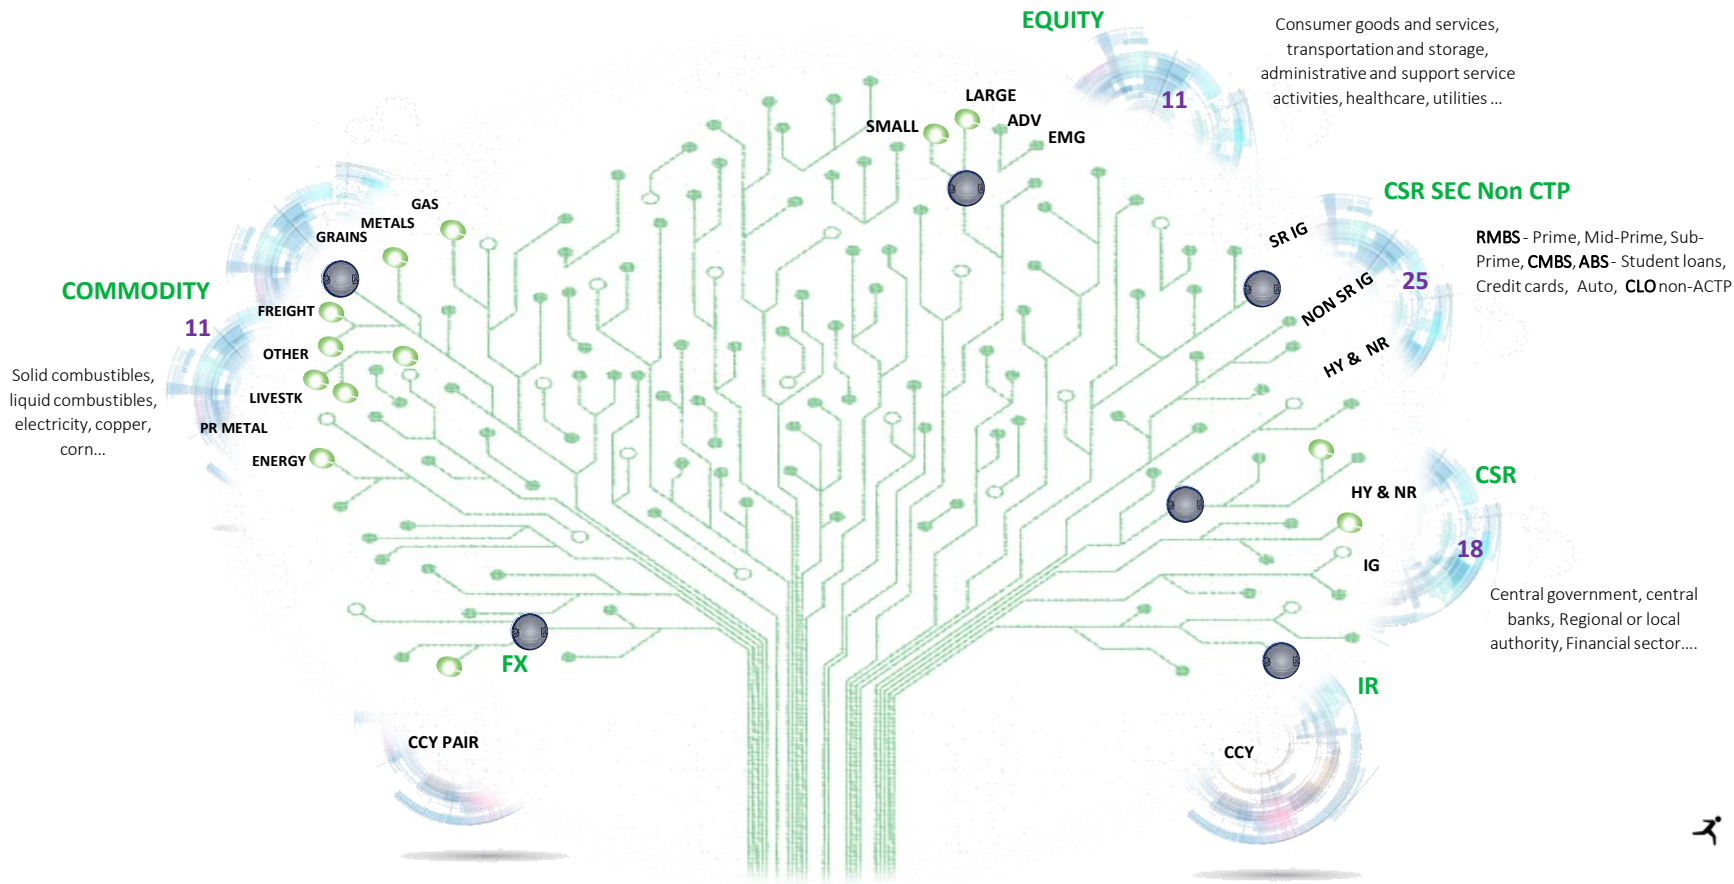 EQUITY
Consumer goods and services,
transportation and storage,
administrative and support service
activities, healthcare, utilities ...
11
LARGE
SMALL
ADV
EMG
CSR SEC Non CTP
RMBS - Prime, Mid-Prime, Sub-
Prime, CMBS, ABS - Student loans,
Credit cards, Auto, CLO non-ACTP
25
SR IG
NON SR IG
HY & NR
GAS
METALS
GRAINS
COMMODITY
11
FREIGHT
OTHER
LIVESTK
PR METAL
ENERGY
Solid combustibles,
liquid combustibles,
electricity, copper,
corn...
CSR
HY & NR
18
IG
Central government, central
banks, Regional or local
authority, Financial sector....
FX
CCY PAIR
IR
CCY